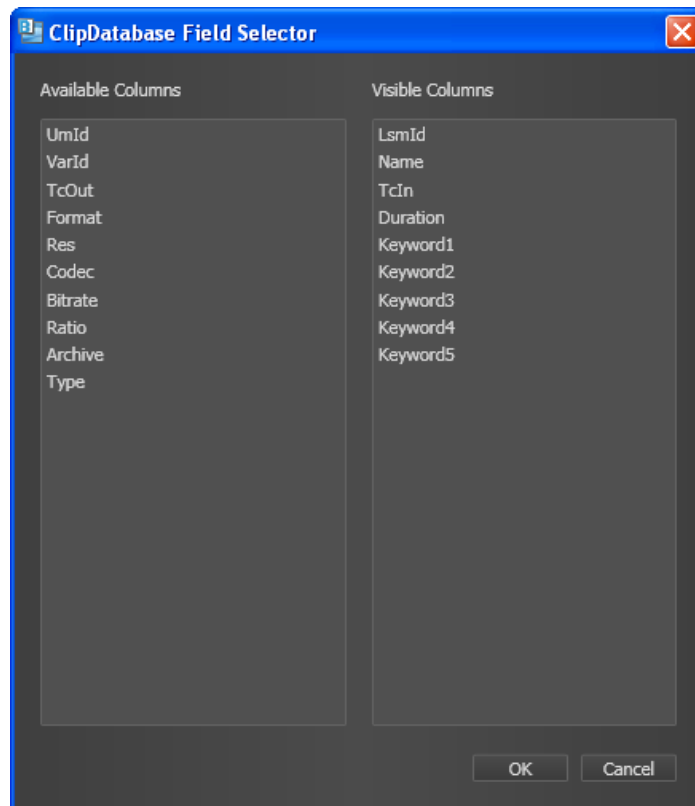 ClipDatabase Field Selector
Available Columns
UmId
VarId
TcOut
Format
Res
Codec
Bitrate
Ratio
Archive
Type
Visible Columns
LsmId
Name
TcIn
Duration
Keyword1
Keyword2
Keyword3
Keyword4
Keyword5
OK
Cancel